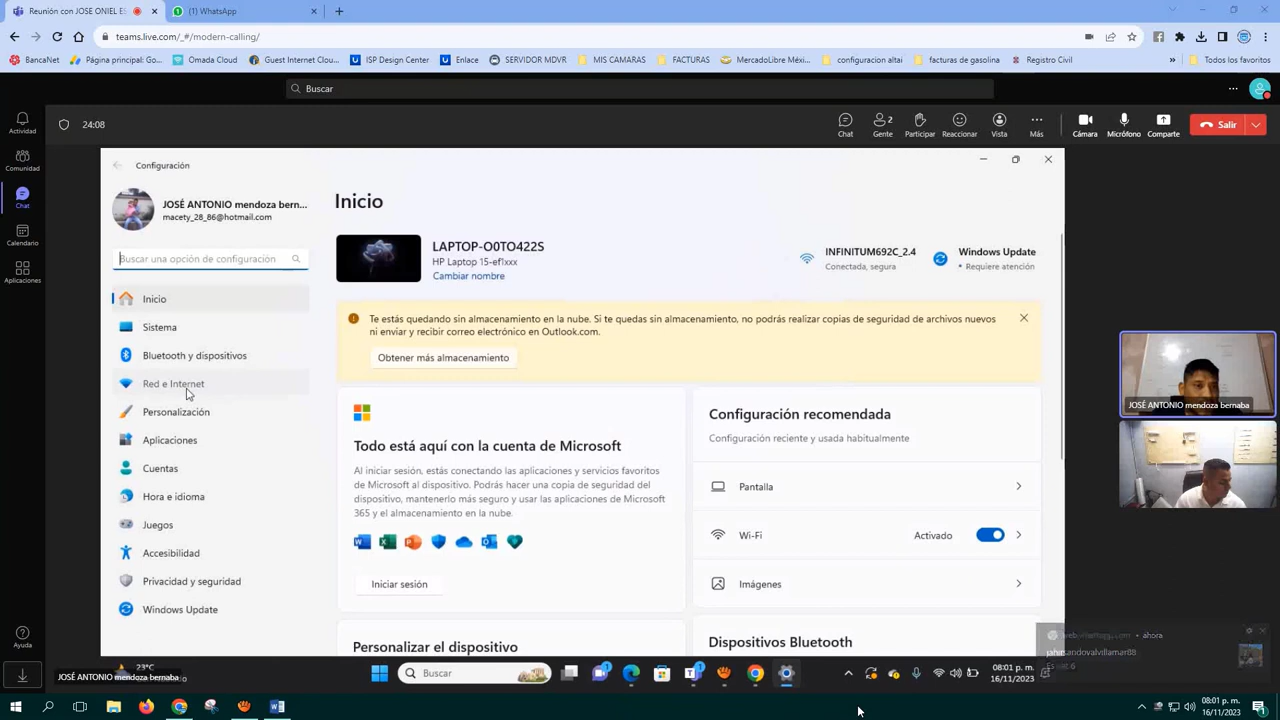 Reunión con JOSE ONIEL ES
(1) WhatsApp
teams.live.com/_#/modern-calling/
BancaNet
Página principal: Go...
Omada Cloud
Guest Internet Clou...
ISP Design Center
Enlace
SERVIDOR MDVR
MIS CAMARAS
FACTURAS
MercadoLibre Méxi...
configuracion altai
facturas de gasolina
Registro Civil
Todos los favoritos
Buscar
24:08
Chat
Gente
2
Participar
Reaccionar
Vista
Más
Cámara
Micrófono
Comparte
Salir
Actividad
Comunidad
Chat
Calendario
Aplicaciones
Ayuda
Configuración
JOSÉ ANTONIO mendoza bern...
macety_28_86@hotmail.com
Buscar una opción de configuración
Inicio
Sistema
Bluetooth y dispositivos
Red e Internet
Personalización
Aplicaciones
Cuentas
Hora e idioma
Juegos
Accesibilidad
Privacidad y seguridad
Windows Update
Inicio
LAPTOP-O0TO422S
HP Laptop 15-ef1xxx
Cambiar nombre
INFINITUM692C_2.4
Conectada, segura
Windows Update
• Requiere atención
Te estás quedando sin almacenamiento en la nube. Si te quedas sin almacenamiento, no podrás realizar copias de seguridad de archivos nuevos
ni enviar y recibir correo electrónico en Outlook.com.
Obtener más almacenamiento
Todo está aquí con la cuenta de Microsoft
Al iniciar sesión, estás conectando las aplicaciones y servicios favoritos
de Microsoft al dispositivo. Podrás hacer una copia de seguridad del
dispositivo, mantenerlo más seguro y usar las aplicaciones de Microsoft
365 y el almacenamiento en la nube.
Iniciar sesión
Personalizar el dispositivo
Configuración recomendada
Configuración reciente y usada habitualmente
Pantalla
Wi-Fi
Activado
Imágenes
Dispositivos Bluetooth
JOSÉ ANTONIO mendoza bernaba
• ahora
jahirsandovalvillamar88
23°C
JOSÉ ANTONIO mendoza bernaba
Buscar
08:01 p. m.
16/11/2023
08:01 p. m.
16/11/2023